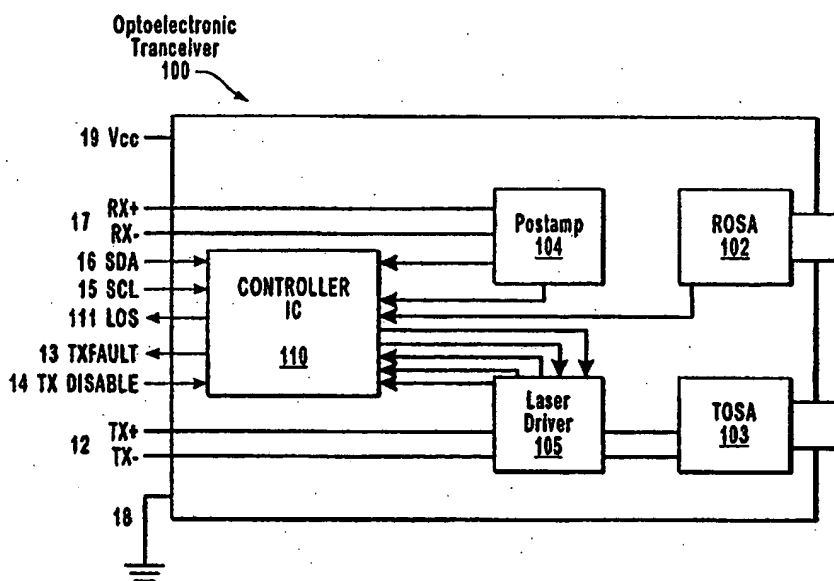 Optoelectronic
Tranceiver
100
19 Vcc
RX+
17
RX-
16 SDA
15 SCL
111 LOS
13 TXFAULT
14 TX DISABLE
TX+
12
TX-
18
CONTROLLER
IC
110
Postamp
104
ROSA
102
Laser
Driver
105
TOSA
103